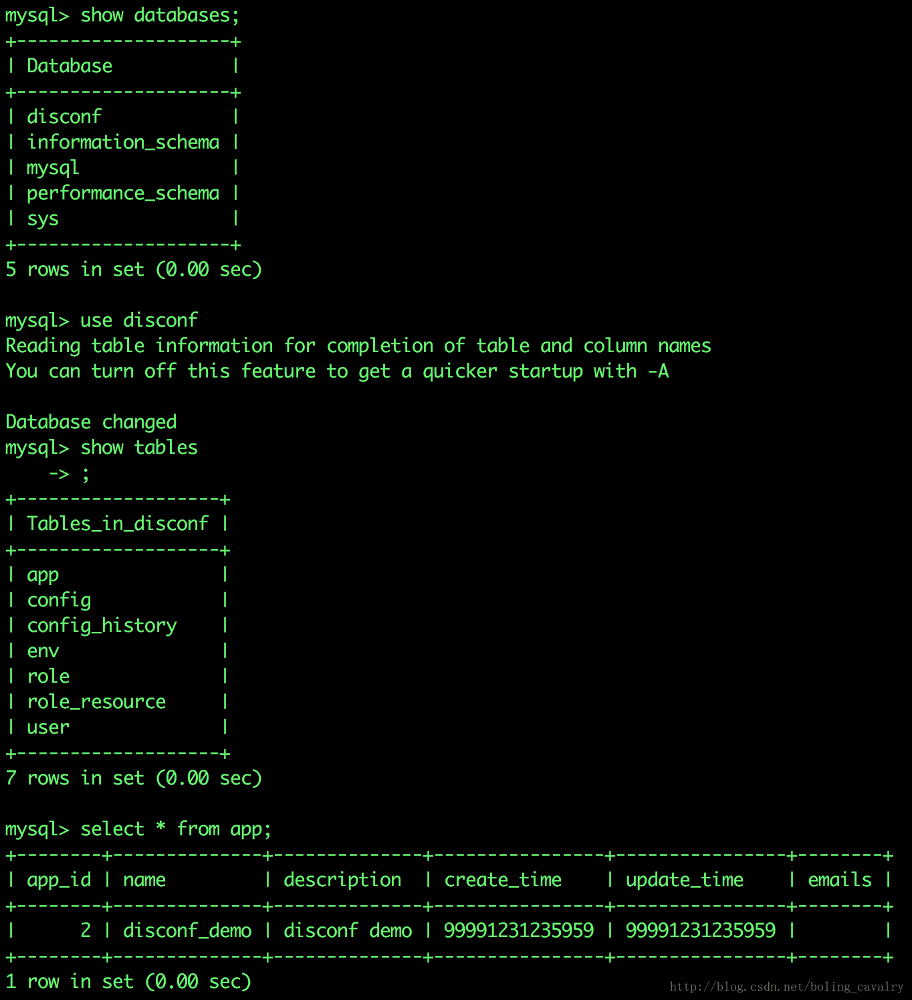 mysql> show databases;
+--------------------+
| Database           |
+--------------------+
| disconf            |
| information_schema |
| mysql              |
| performance_schema |
| sys                |
+--------------------+
5 rows in set (0.00 sec)

mysql> use disconf
Reading table information for completion of table and column names
You can turn off this feature to get a quicker startup with -A

Database changed
mysql> show tables
    -> ;
+-------------------+
| Tables_in_disconf |
+-------------------+
| app               |
| config            |
| config_history    |
| env               |
| role              |
| role_resource     |
| user              |
+-------------------+
7 rows in set (0.00 sec)

mysql> select * from app;
+--------+--------------+--------------+----------------+----------------+--------+
| app_id | name         | description  | create_time    | update_time    | emails |
+--------+--------------+--------------+----------------+----------------+--------+
|      2 | disconf_demo | disconf demo | 99991231235959 | 99991231235959 |        |
+--------+--------------+--------------+----------------+----------------+--------+
1 row in set (0.00 sec)
http://blog.csdn.net/boling_cavalry